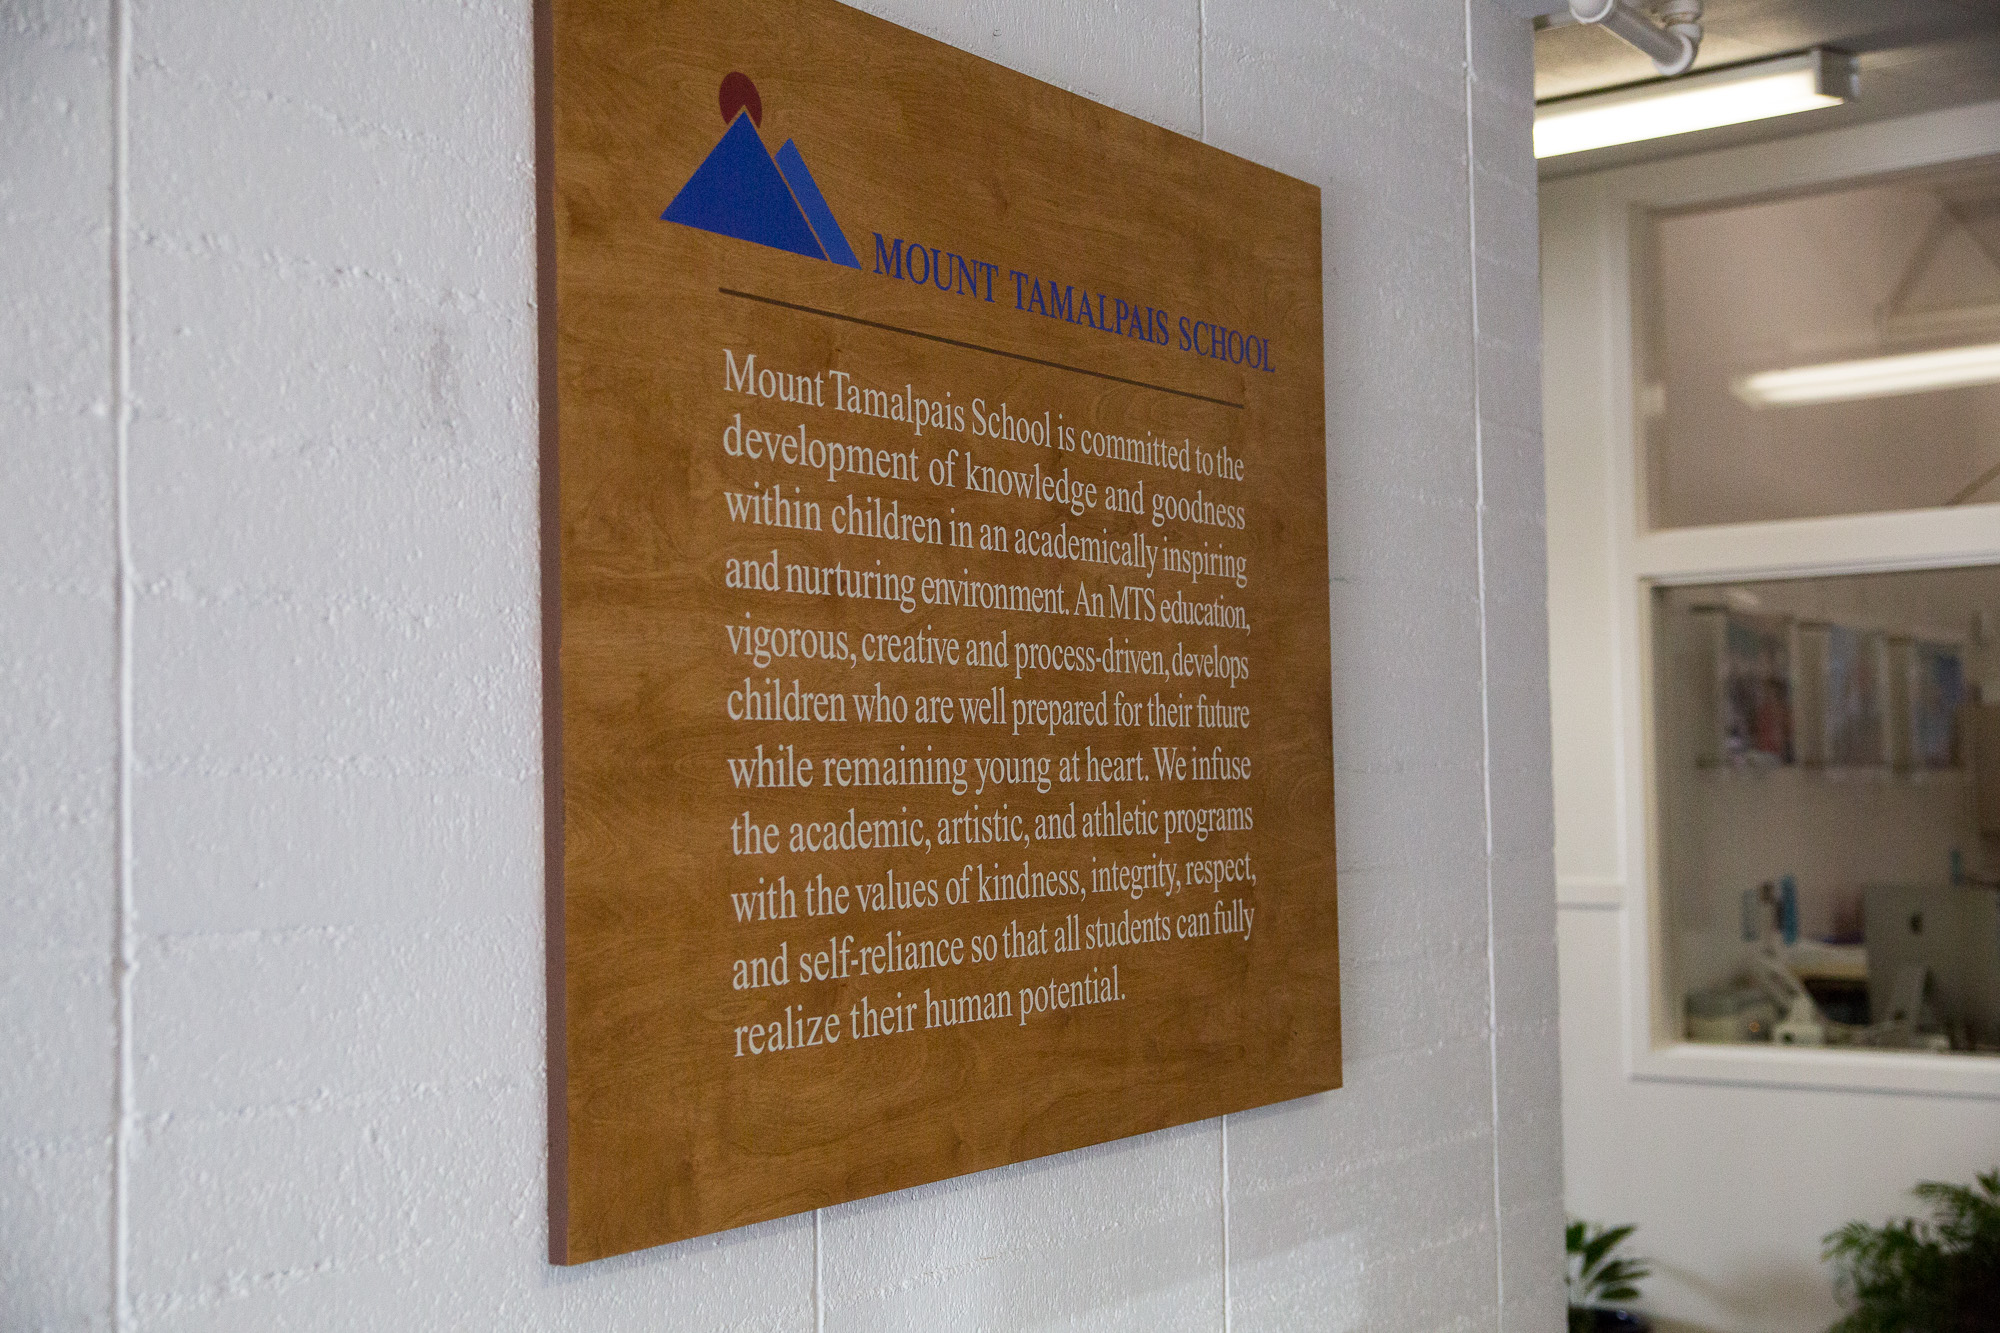 MOUNT TAMALPAIS SCHOOL
Mount Tamalpais School is committed to the
development of knowledge and goodness
within children in an academically inspiring
and nurturing environment. An MTS education,
vigorous, creative and process-driven, develops
children who are well prepared for their future
while remaining young at heart. We infuse
the academic, artistic, and athletic programs
with the values of kindness, integrity, respect,
and self-reliance so that all students can fully
realize their human potential.